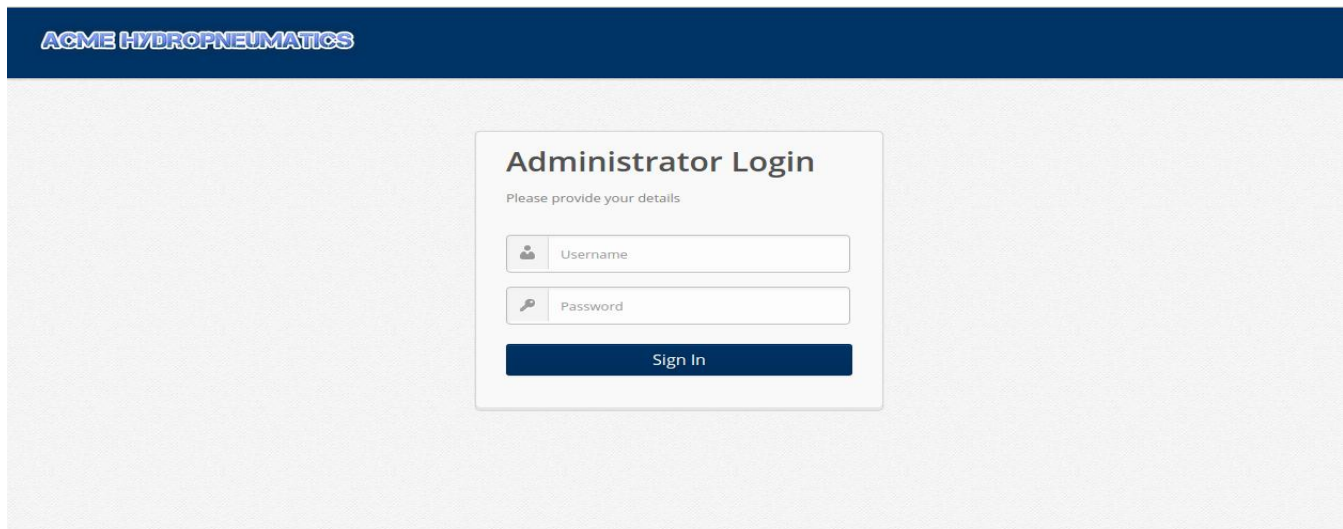 ACME HYDROPNEUMATICS
Administrator Login
Please provide your details
Username
Password
Sign In